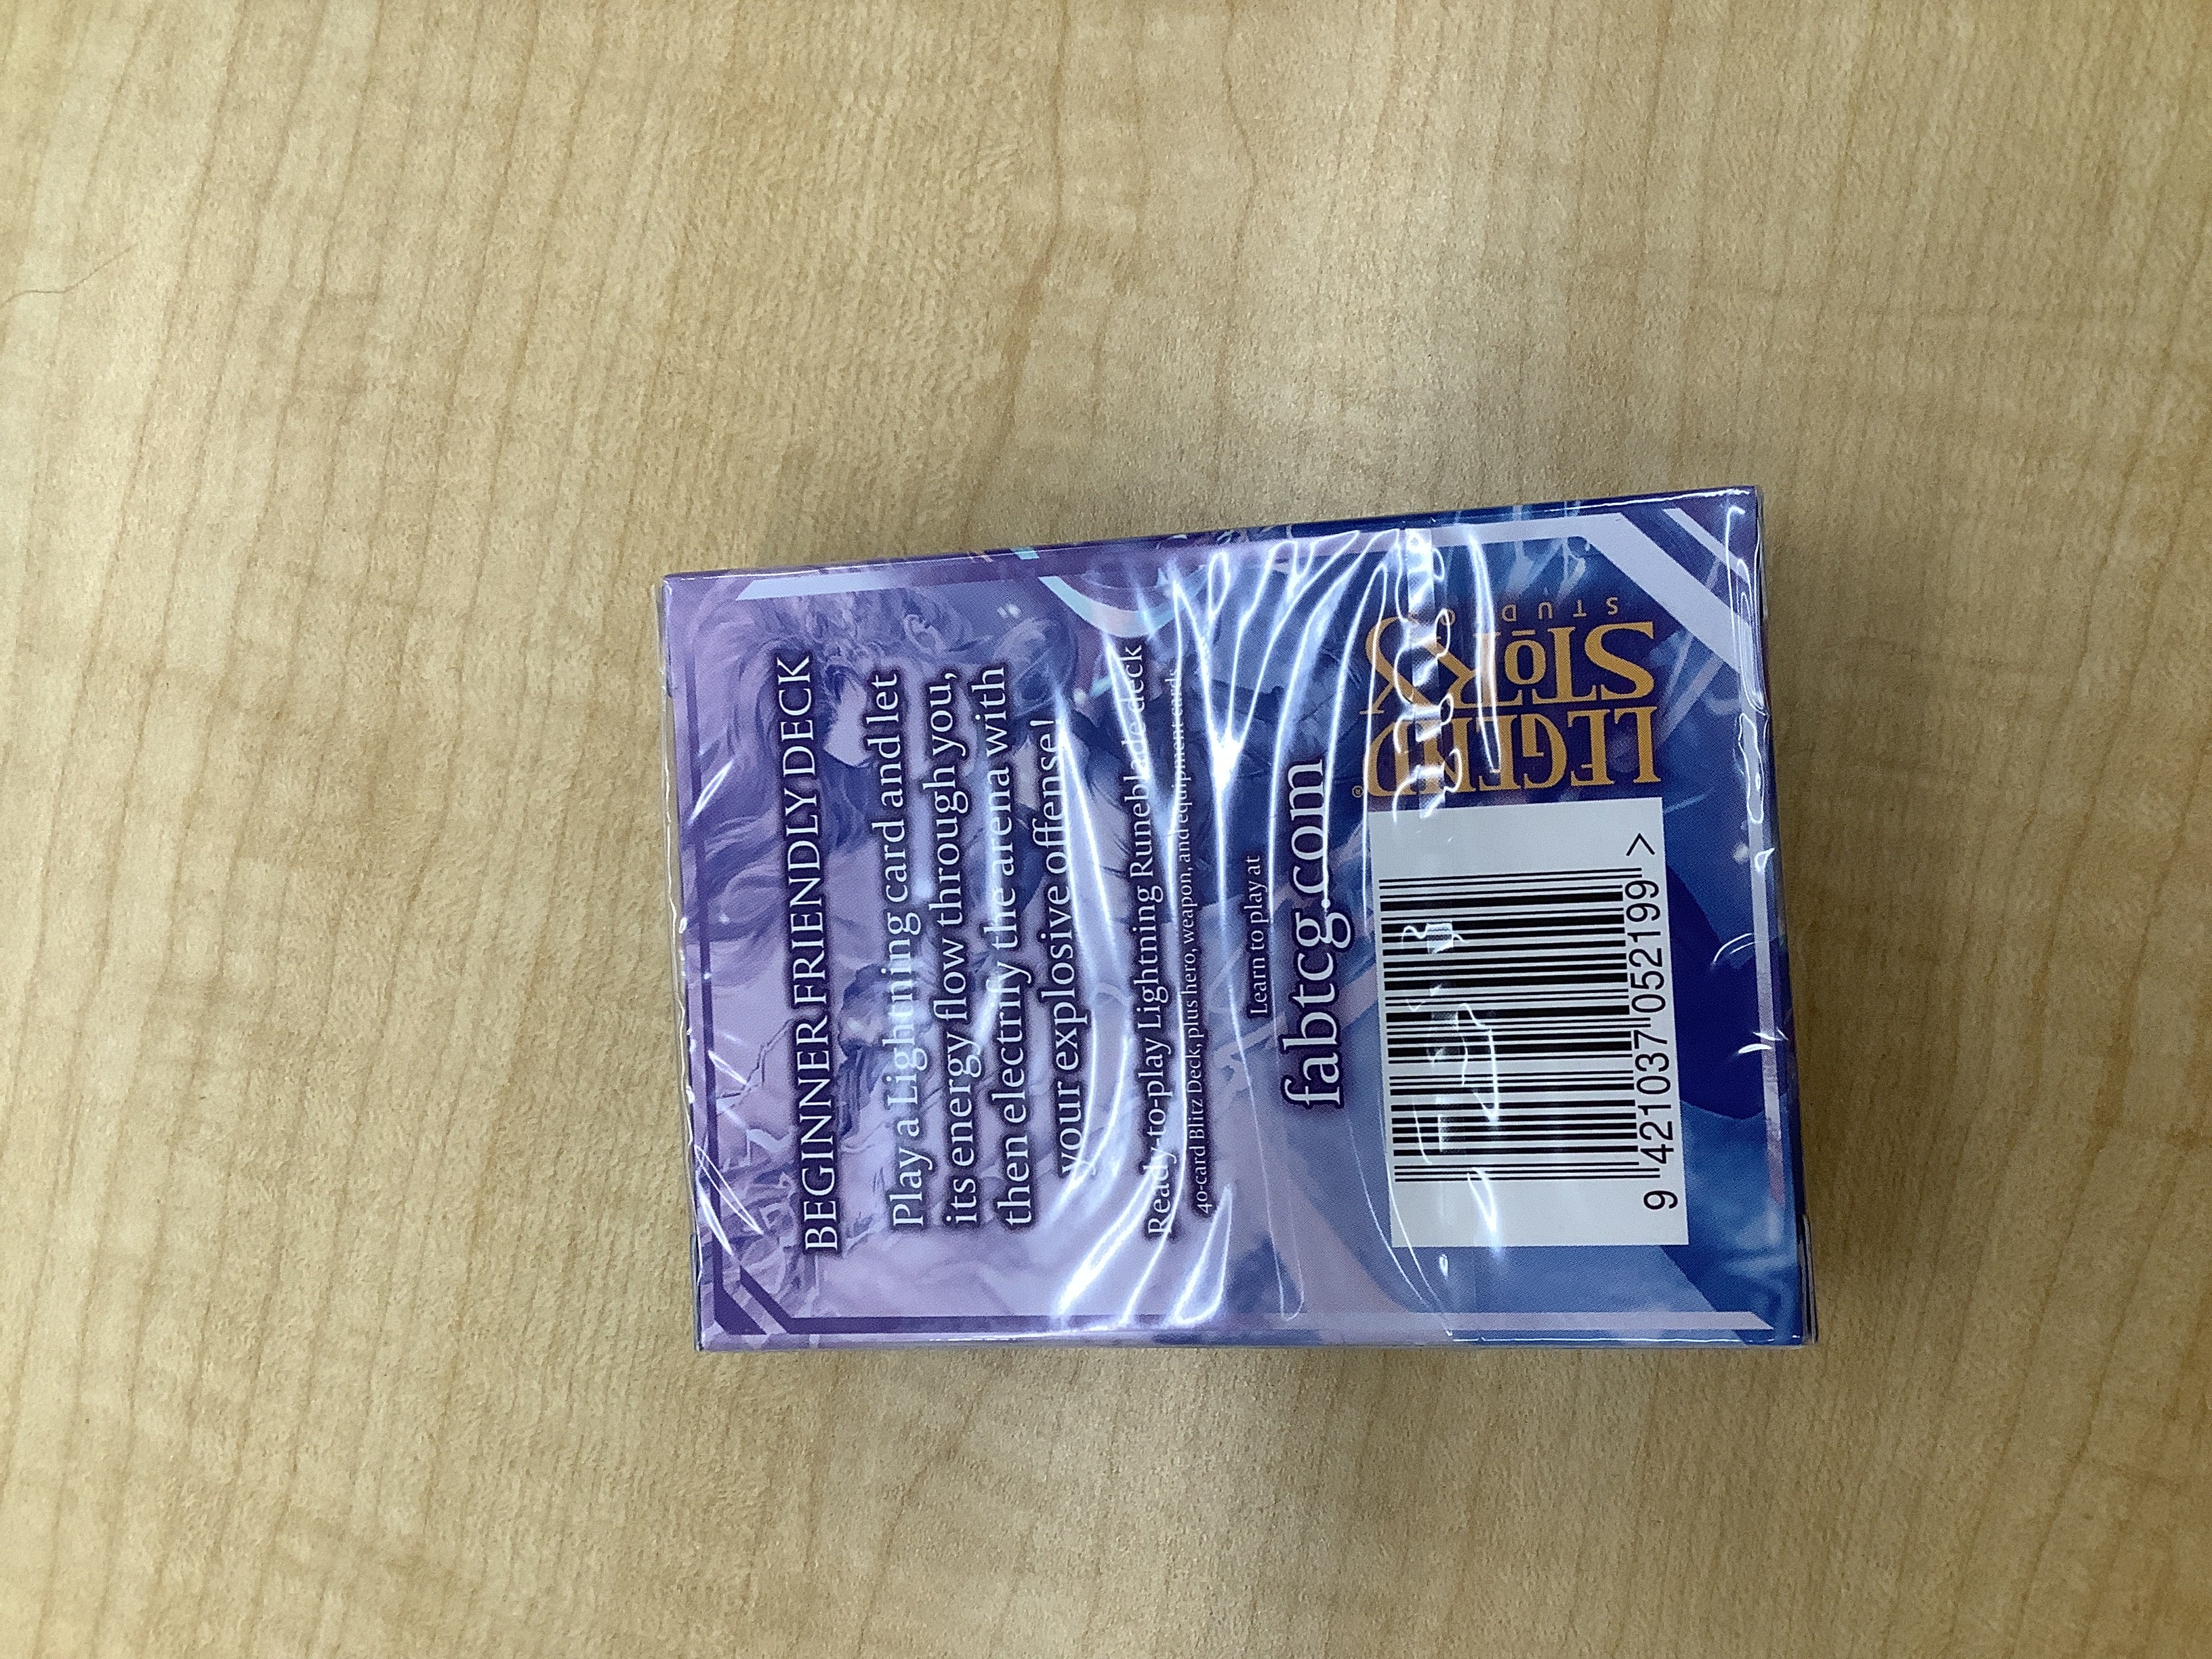 BEGINNER FRIENDLY DECK
Play a Lightning card and let
its energy flow through you,
then electrify the arena with
your explosive offense!
Ready-to-play Lightning Runeblade deck
40-card Blitz Deck, plus hero, weapon, and equipment cards
Learn to play at
fabtcg.com
9 421037 052199 >
LEGEND
STORY
STUDIOS
®